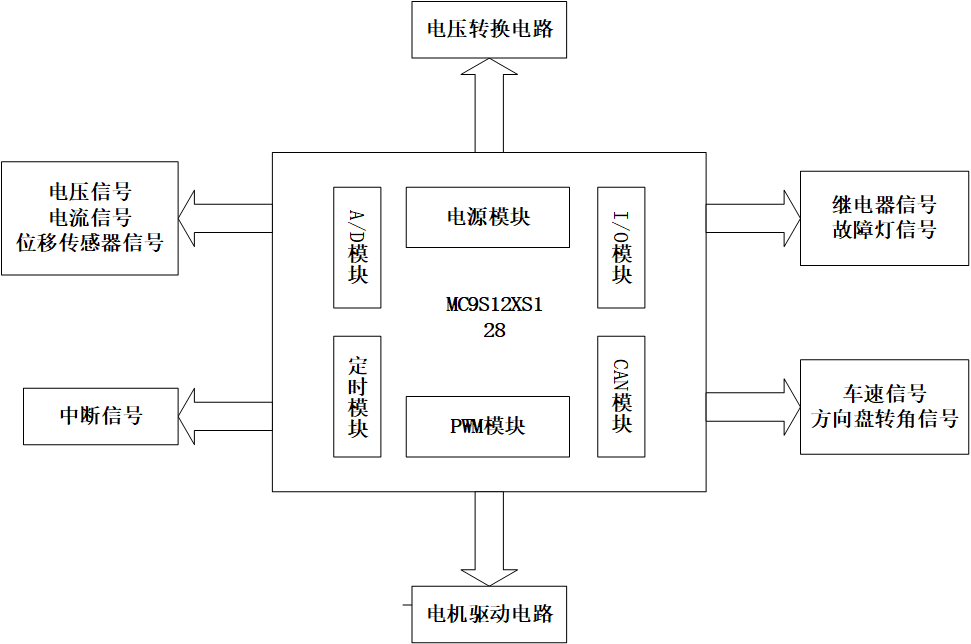 电压转换电路
电压信号
电流信号
位移传感器信号
A/D模块
电源模块
I/O模块
继电器信号
故障灯信号
MC9S12XS1
28
中断信号
定时模块
PWM模块
CAN模块
车速信号
方向盘转角信号
电机驱动电路